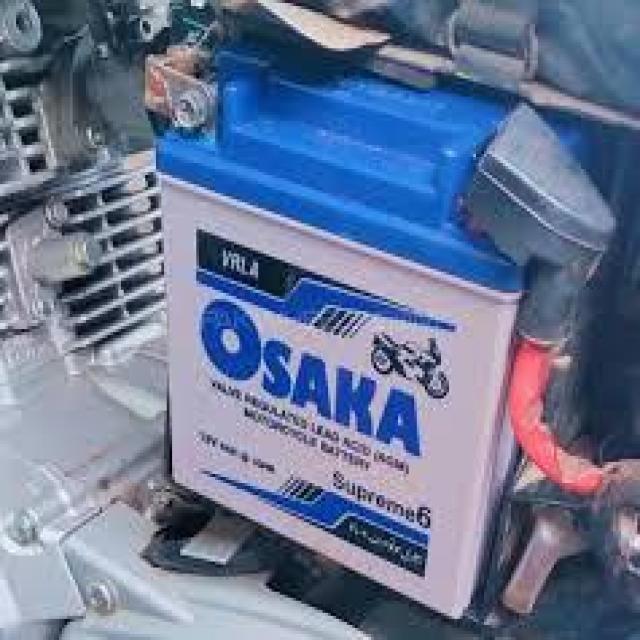 VRLA
OSAKA
VALVE REGULATED LEAD ACID (AGM)
MOTORCYCLE BATTERY
Supreme6